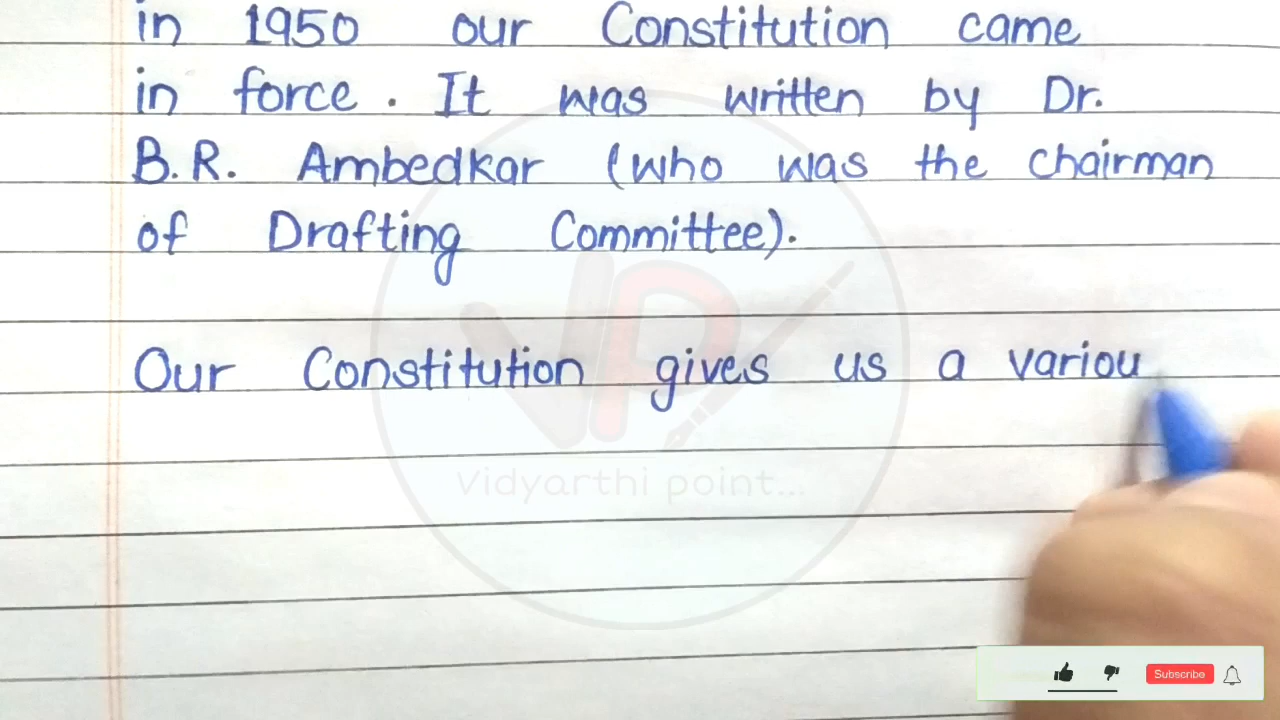 in 1950 our Constitution came
in force. It was written by Dr.
B.R. Ambedkar (who was the chairman
of Drafting Committee).
Our Constitution gives us a variou
VP
Vidyarthi point...
Subscribe